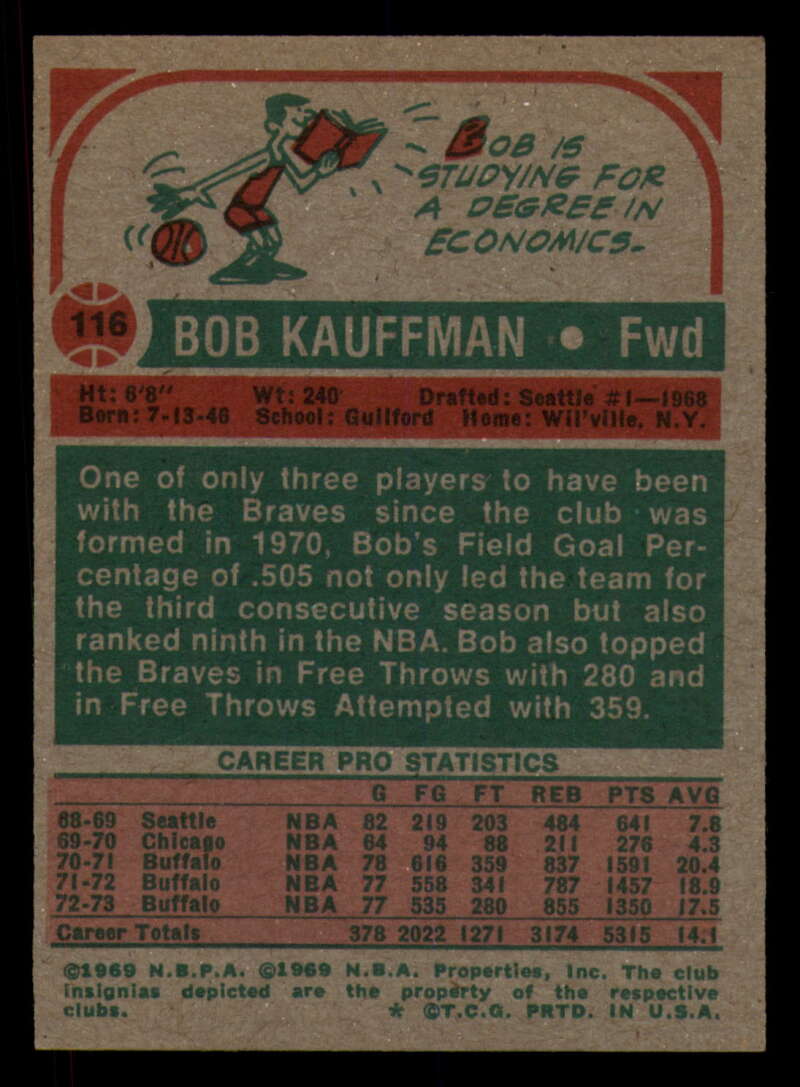 BOB IS
STUDYING FOR
A DEGREE IN
ECONOMICS.
116 BOB KAUFFMAN • Fwd
Ht: 6'8" Wt: 240 Drafted: Seattle #1—1968
Born: 7-13-46 School: Guilford Home: Wil'ville, N.Y.
One of only three players to have been
with the Braves since the club was
formed in 1970, Bob's Field Goal Per-
centage of .505 not only led the team for
the third consecutive season but also
ranked ninth in the NBA. Bob also topped
the Braves in Free Throws with 280 and
in Free Throws Attempted with 359.
CAREER PRO STATISTICS
G FG FT REB PTS AVG
68-69 Seattle NBA 82 219 203 484 641 7.8
69-70 Chicago NBA 64 94 88 211 276 4.3
70-71 Buffalo NBA 78 616 359 837 1591 20.4
71-72 Buffalo NBA 77 558 341 787 1457 18.9
72-73 Buffalo NBA 77 535 280 855 1350 17.5
Career Totals 378 2022 1271 3174 5315 14.1
©1969 N.B.P.A. ©1969 N.B.A. Properties, Inc. The club
insignias depicted are the property of the respective
clubs. * ©T.C.G. PRTD. IN U.S.A.